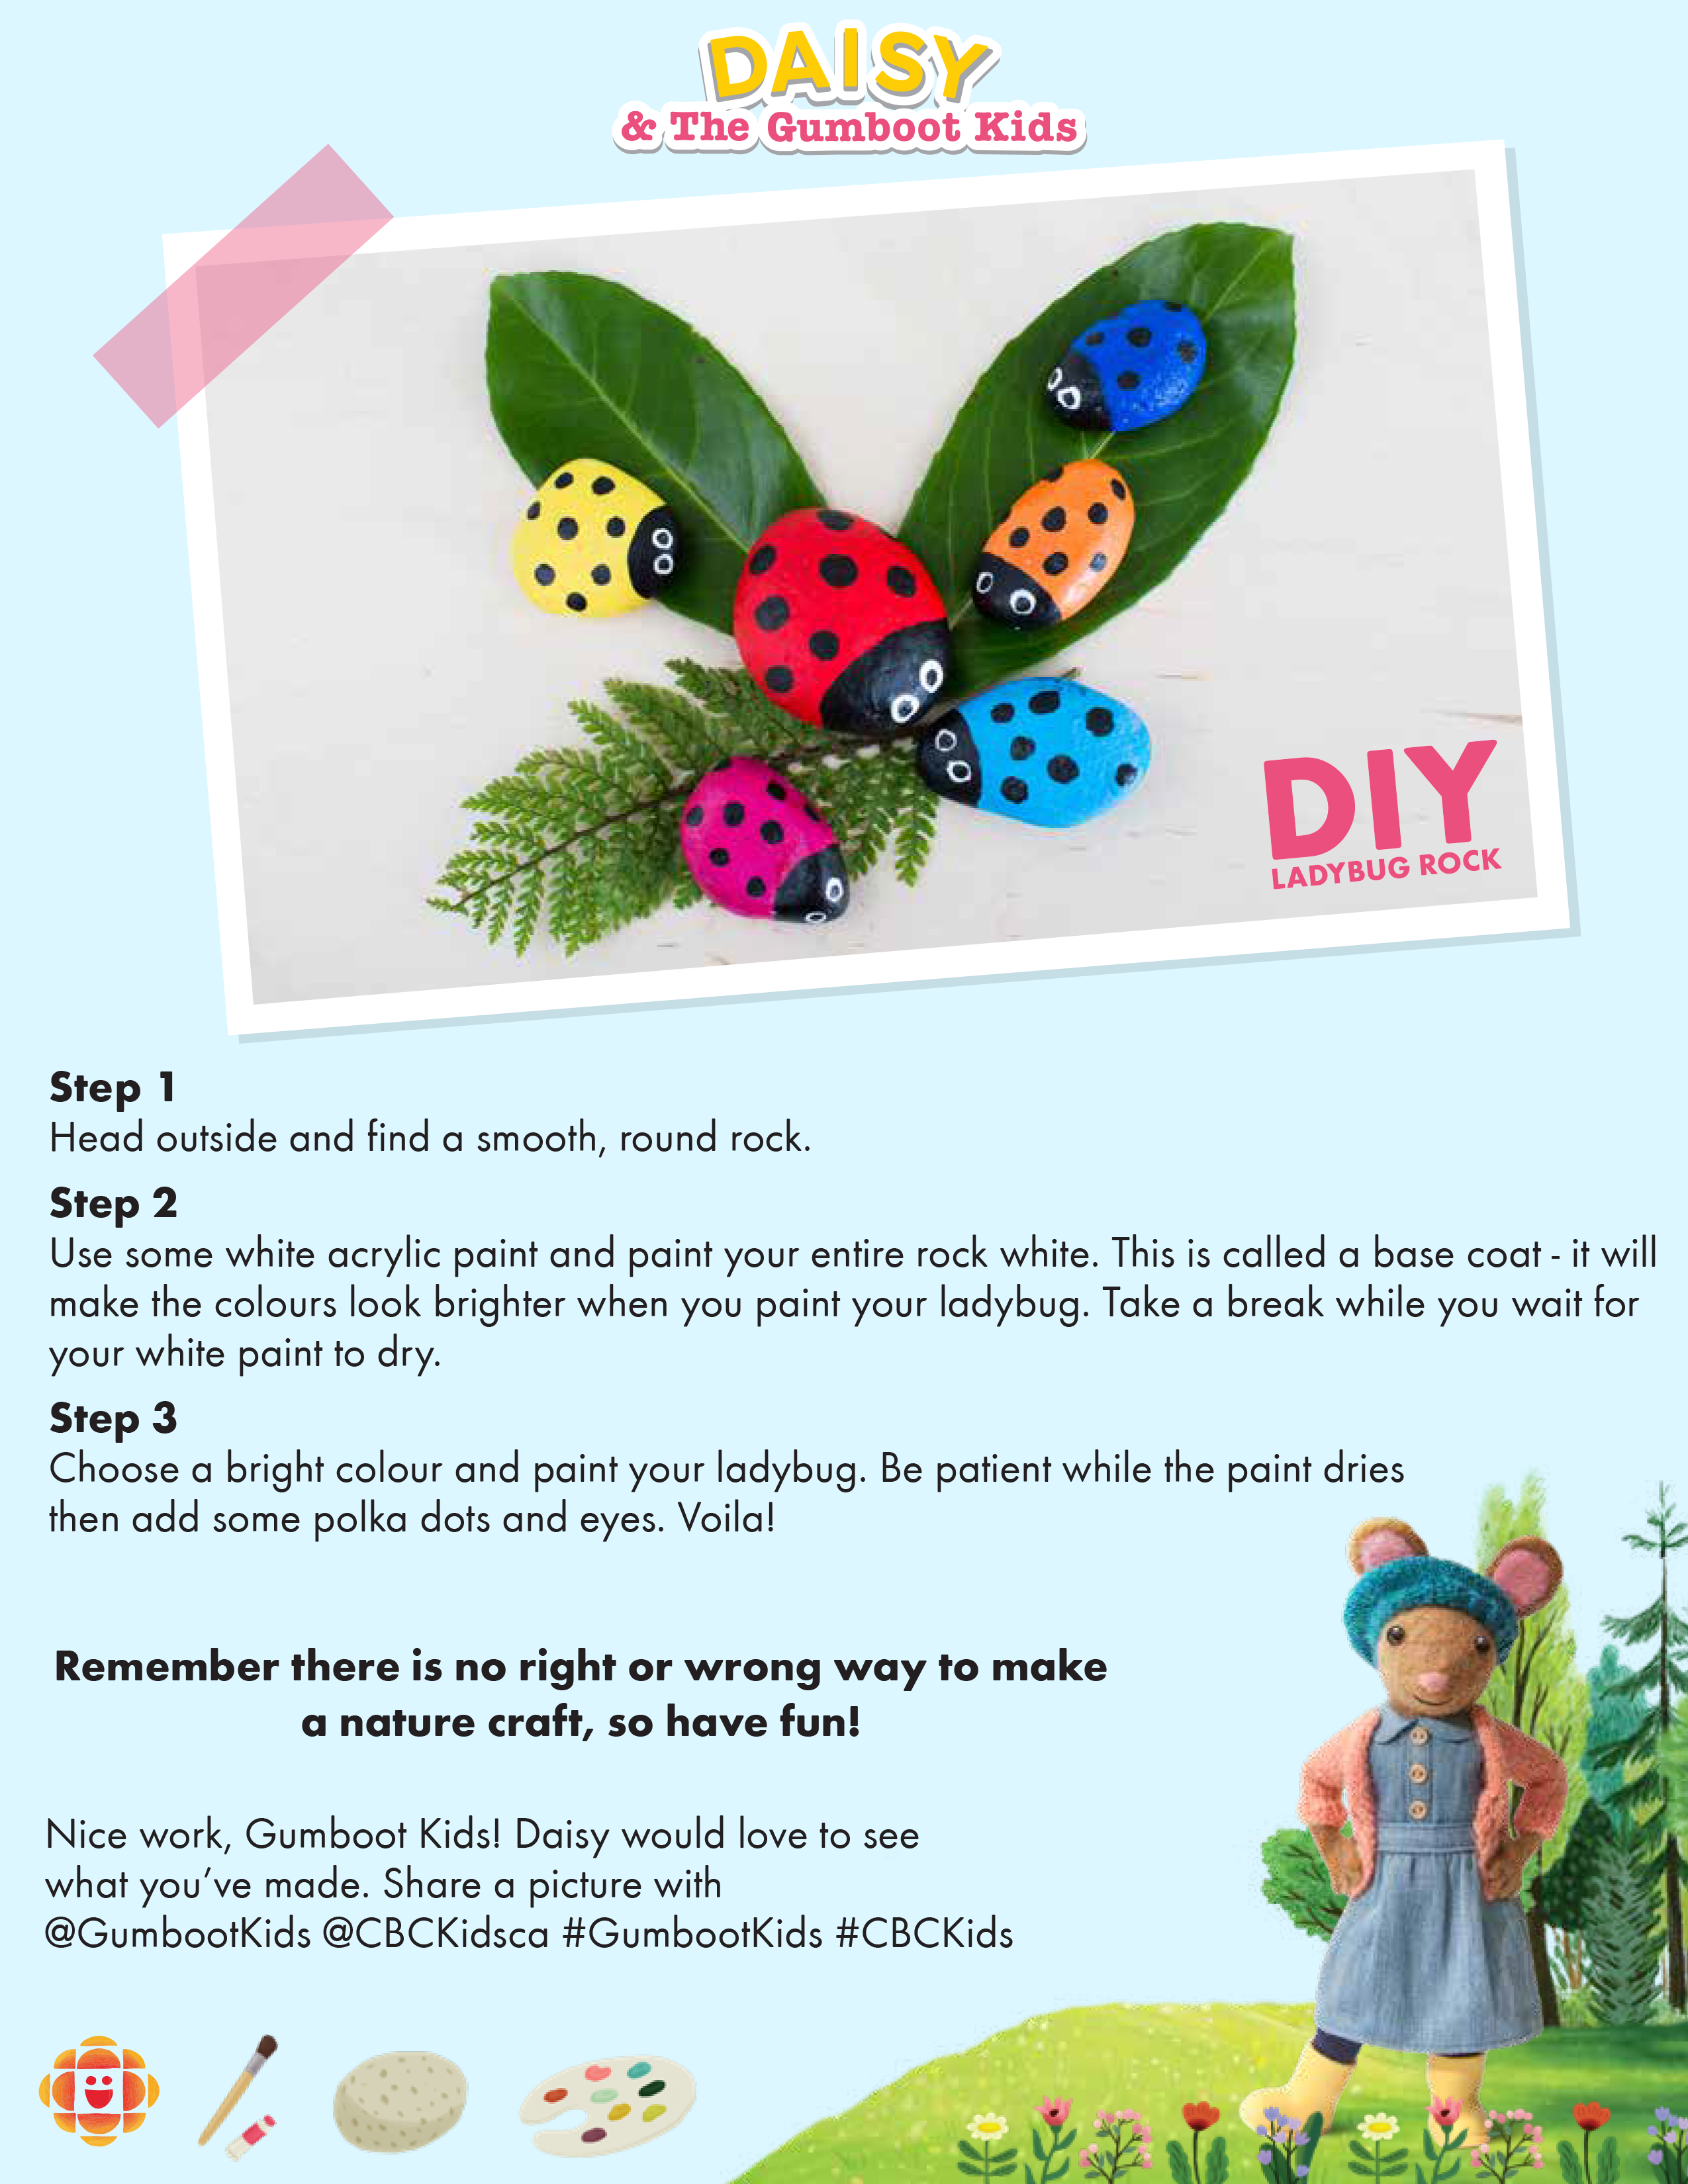 DAISY
& The Gumboot Kids
DIY
LADYBUG ROCK
Step 1
Head outside and find a smooth, round rock.
Step 2
Use some white acrylic paint and paint your entire rock white. This is called a base coat - it will
make the colours look brighter when you paint your ladybug. Take a break while you wait for
your white paint to dry.
Step 3
Choose a bright colour and paint your ladybug. Be patient while the paint dries
then add some polka dots and eyes. Voila!
Remember there is no right or wrong way to make
a nature craft, so have fun!
Nice work, Gumboot Kids! Daisy would love to see
what you’ve made. Share a picture with
@GumbootKids @CBCKidsca #GumbootKids #CBCKids